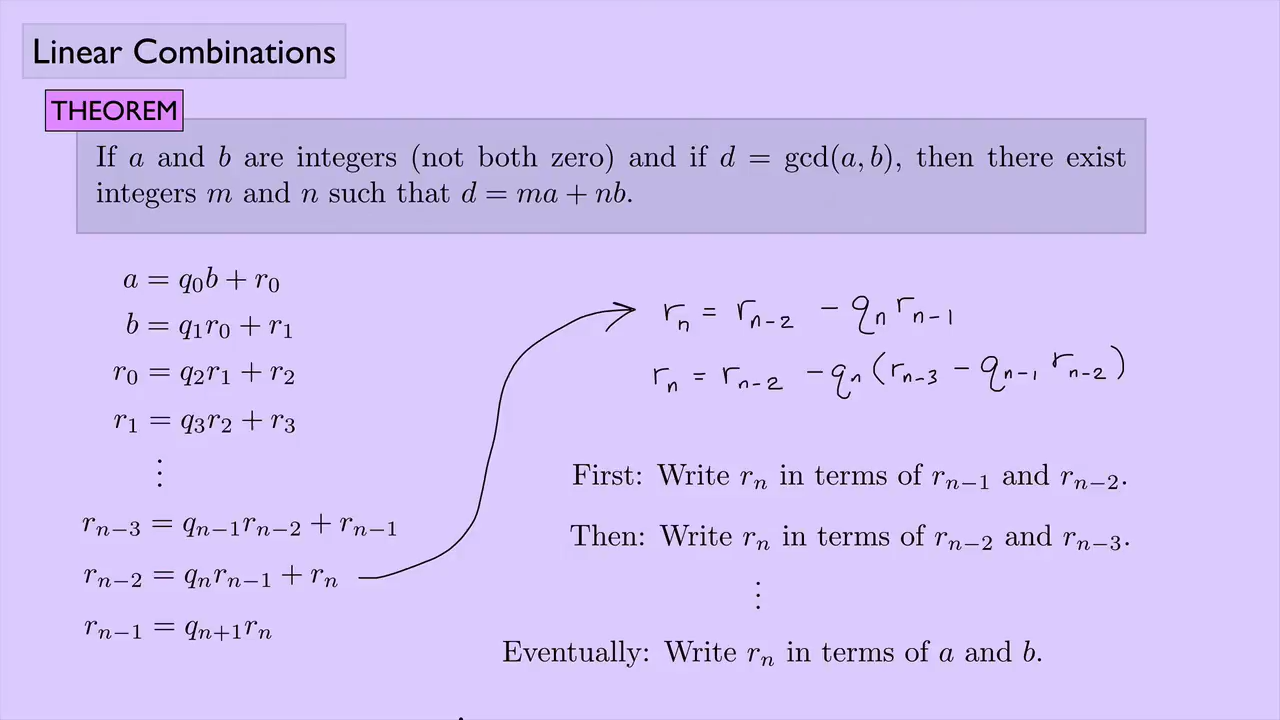 Linear Combinations
THEOREM
If a and b are integers (not both zero) and if d = gcd(a, b), then there exist
integers m and n such that d = ma + nb.
a = q₀b + r₀
b = q₁r₀ + r₁
r₀ = q₂r₁ + r₂
r₁ = q₃r₂ + r₃
⋮
rₙ₋₃ = qₙ₋₁rₙ₋₂ + rₙ₋₁
rₙ₋₂ = qₙrₙ₋₁ + rₙ
rₙ₋₁ = qₙ₊₁rₙ
rₙ = rₙ₋₂ − qₙrₙ₋₁
rₙ = rₙ₋₂ − qₙ(rₙ₋₃ − qₙ₋₁rₙ₋₂)
First: Write rₙ in terms of rₙ₋₁ and rₙ₋₂.
Then: Write rₙ in terms of rₙ₋₂ and rₙ₋₃.
⋮
Eventually: Write rₙ in terms of a and b.